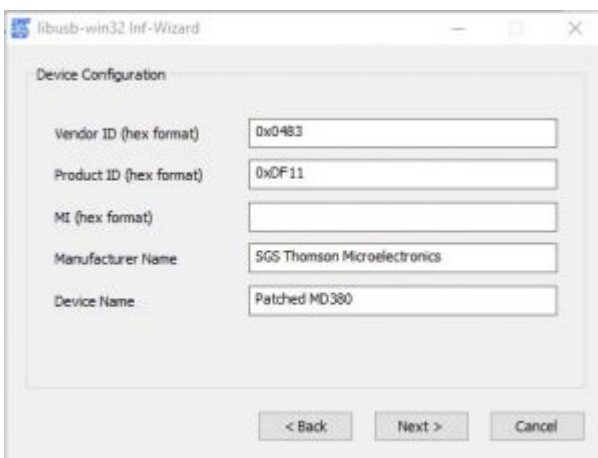 libusb-win32 Inf-Wizard
Device Configuration
Vendor ID (hex format) 0x0483
Product ID (hex format) 0xDF11
MI (hex format)
Manufacturer Name SGS Thomson Microelectronics
Device Name Patched MD380
< Back Next > Cancel